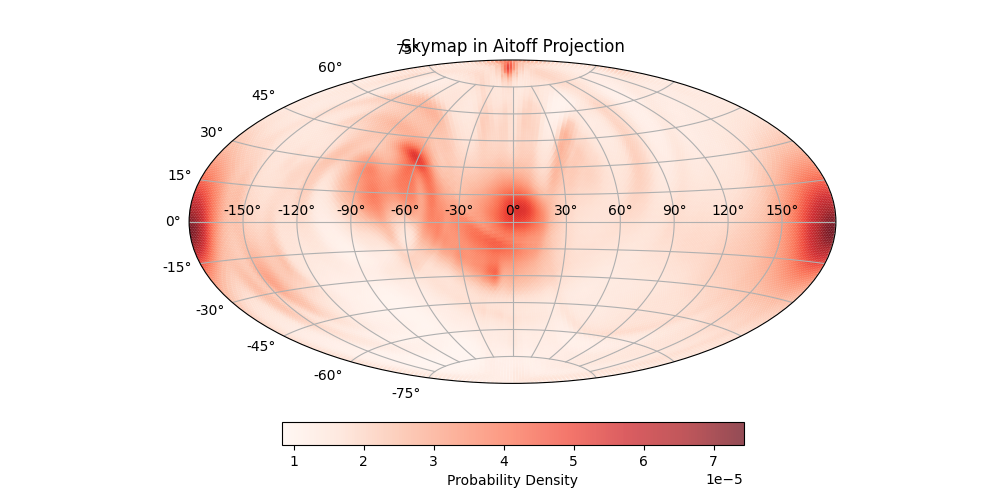 Skymap in Aitoff Projection
75°
60°
45°
30°
15°
-150° -120° -90° -60° -30° 0° 30° 60° 90° 120° 150°
0°
-15°
-30°
-45°
-60°
-75°
1 2 3 4 5 6 7
1e−5
Probability Density